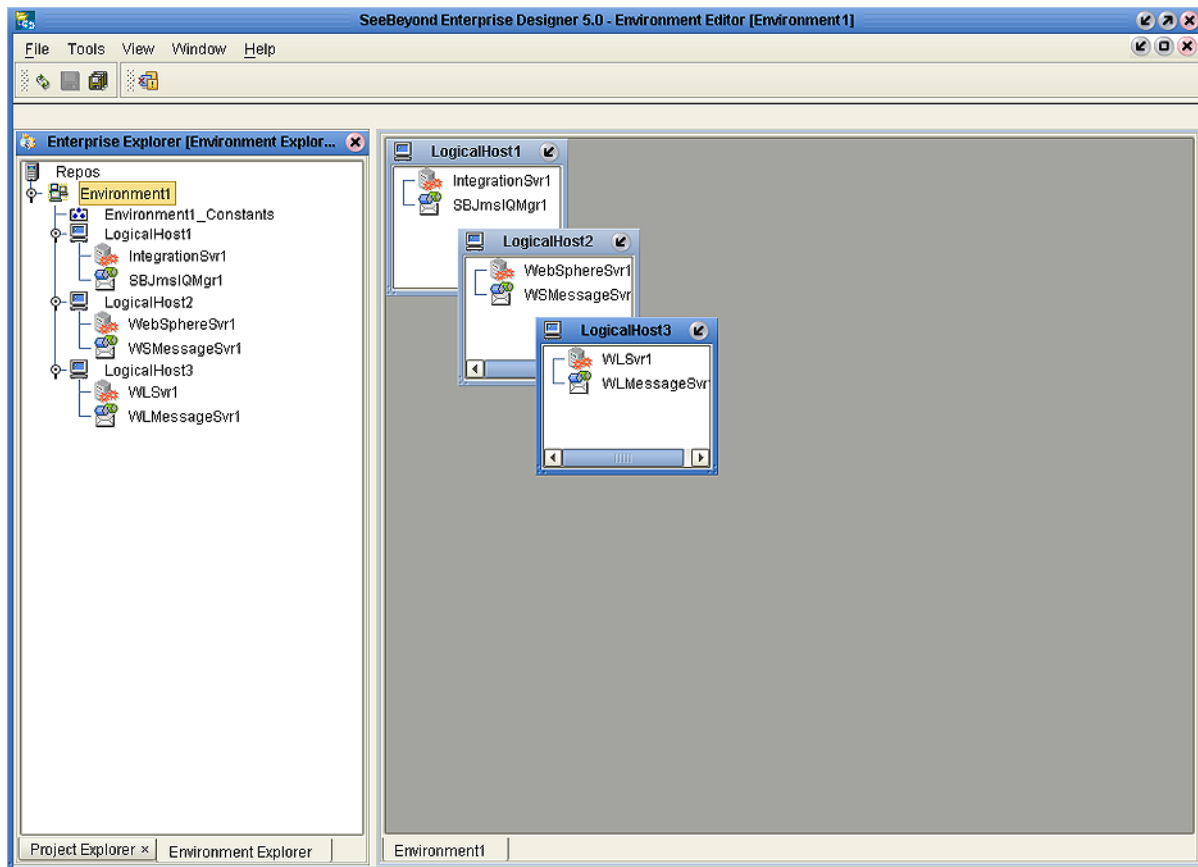 SeeBeyond Enterprise Designer 5.0 - Environment Editor [Environment1]
File Tools View Window Help
Enterprise Explorer [Environment Explor...
Repos
Environment1
Environment1_Constants
LogicalHost1
IntegrationSvr1
SBJmsIQMgr1
LogicalHost2
WebSphereSvr1
WSMessageSvr1
LogicalHost3
WLSvr1
WLMessageSvr1
Project Explorer ×
Environment Explorer
LogicalHost1
IntegrationSvr1
SBJmsIQMgr1
LogicalHost2
WebSphereSvr1
WSMessageSvr
LogicalHost3
WLSvr1
WLMessageSvr
Environment1